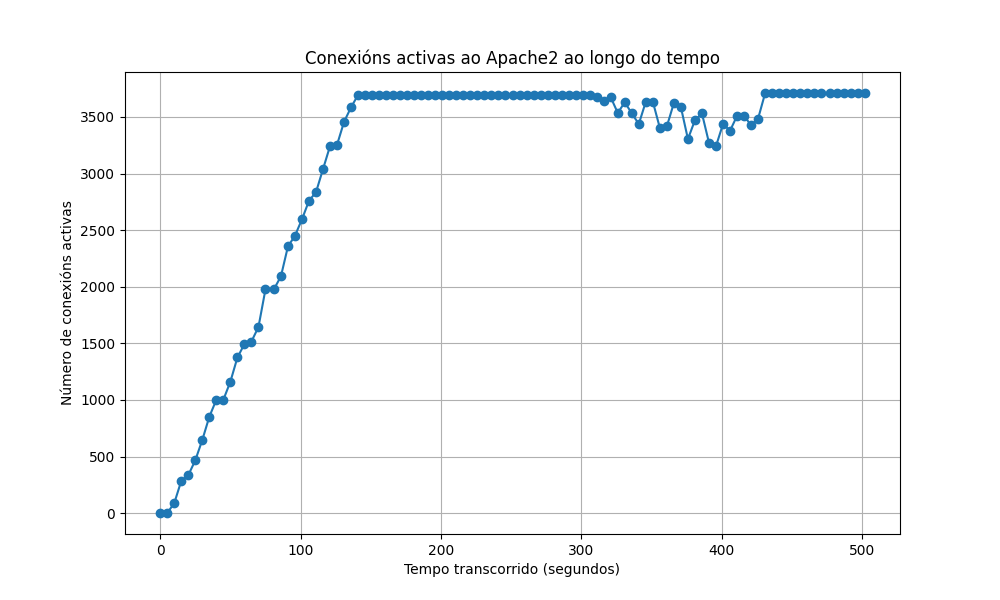 Conexións activas ao Apache2 ao longo do tempo
Número de conexións activas
3500
3000
2500
2000
1500
1000
500
0
0 100 200 300 400 500
Tempo transcorrido (segundos)